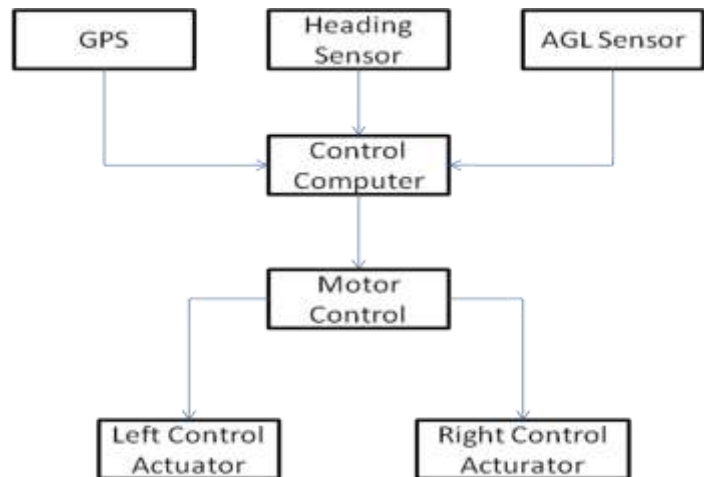 GPS
Heading
Sensor
AGL Sensor
Control
Computer
Motor
Control
Left Control
Actuator
Right Control
Acturator